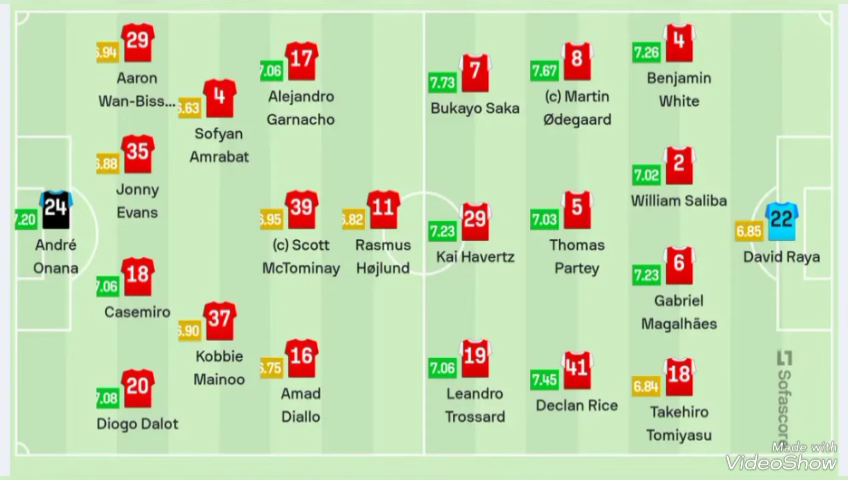 29
6.94
Aaron
Wan-Biss...
4
6.63
Sofyan
Amrabat
17
7.06
Alejandro
Garnacho
35
6.88
Jonny
Evans
24
7.20
André
Onana
39
6.95
(c) Scott
McTominay
11
6.82
Rasmus
Højlund
18
7.06
Casemiro
37
6.90
Kobbie
Mainoo
20
7.08
Diogo Dalot
16
6.75
Amad
Diallo
7
7.73
Bukayo Saka
8
7.67
(c) Martin
Ødegaard
4
7.26
Benjamin
White
29
7.23
Kai Havertz
5
7.03
Thomas
Partey
2
7.02
William Saliba
22
6.85
David Raya
6
7.23
Gabriel
Magalhães
19
7.06
Leandro
Trossard
41
7.45
Declan Rice
18
6.84
Takehiro
Tomiyasu
Sofascore
Made with
VideoShow